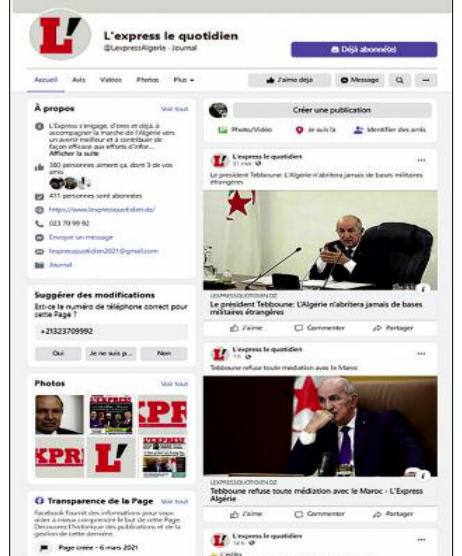 L'
L'express le quotidien
@LexpressAlgerie · Journal
Déjà abonné(e)
Accueil
Avis
Vidéos
Photos
Plus
J'aime déjà
Message
À propos
Voir tout
L'Express s'engage, d'ores et déjà, à
accompagner la marche de l'Algérie vers
un avenir meilleur et à contribuer de
façon efficace aux efforts d'infor...
Afficher la suite
380 personnes aiment ça, dont 3 de vos
amis
411 personnes sont abonnées
https://www.lexpressquotidien.dz/
023 70 99 92
Envoyer un message
lexpressquotidien2021@gmail.com
Journal
Suggérer des modifications
Est-ce le numéro de téléphone correct pour
cette Page ?
+21323709992
Oui
Je ne suis p...
Non
Photos
Voir tout
L'EXPRESS
XPR
KPRI
L'
Transparence de la Page
Voir tout
Facebook fournit des informations pour vous
aider à mieux comprendre le but de cette Page.
Découvrez l'historique des publications et de la
gestion de cette dernière.
Page créée - 6 mars 2021
Créer une publication
Photo/Vidéo
Je suis là
Identifier des amis
L'express le quotidien
Le président Tebboune: L'Algérie n'abritera jamais de bases militaires
étrangères
LEXPRESSQUOTIDIEN.DZ
Le président Tebboune: L'Algérie n'abritera jamais de bases
militaires étrangères
J'aime
Commenter
Partager
L'express le quotidien
1 h
Tebboune refuse toute médiation avec le Maroc
LEXPRESSQUOTIDIEN.DZ
Tebboune refuse toute médiation avec le Maroc - L'Express
Algérie
J'aime
Commenter
Partager
L'express le quotidien
L'édito